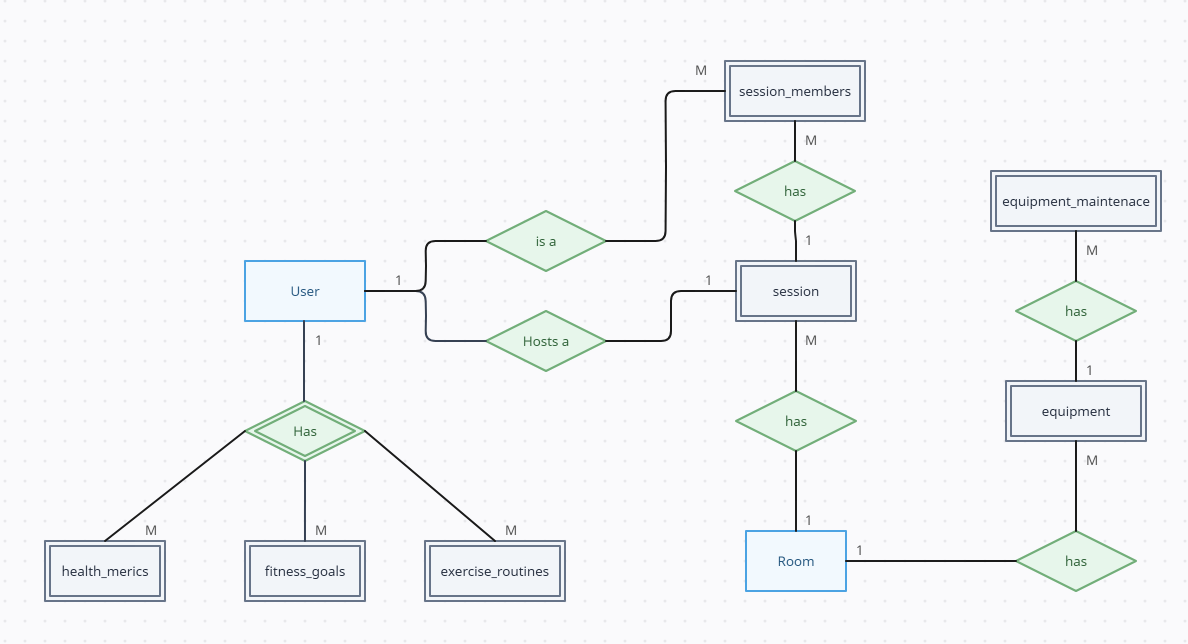 M
session_members
M
has
equipment_maintenace
is a
1
M
User
1
1
session
has
Hosts a
1
M
1
equipment
has
Has
M
M
M
M
1
1
health_merics
fitness_goals
exercise_routines
Room
has